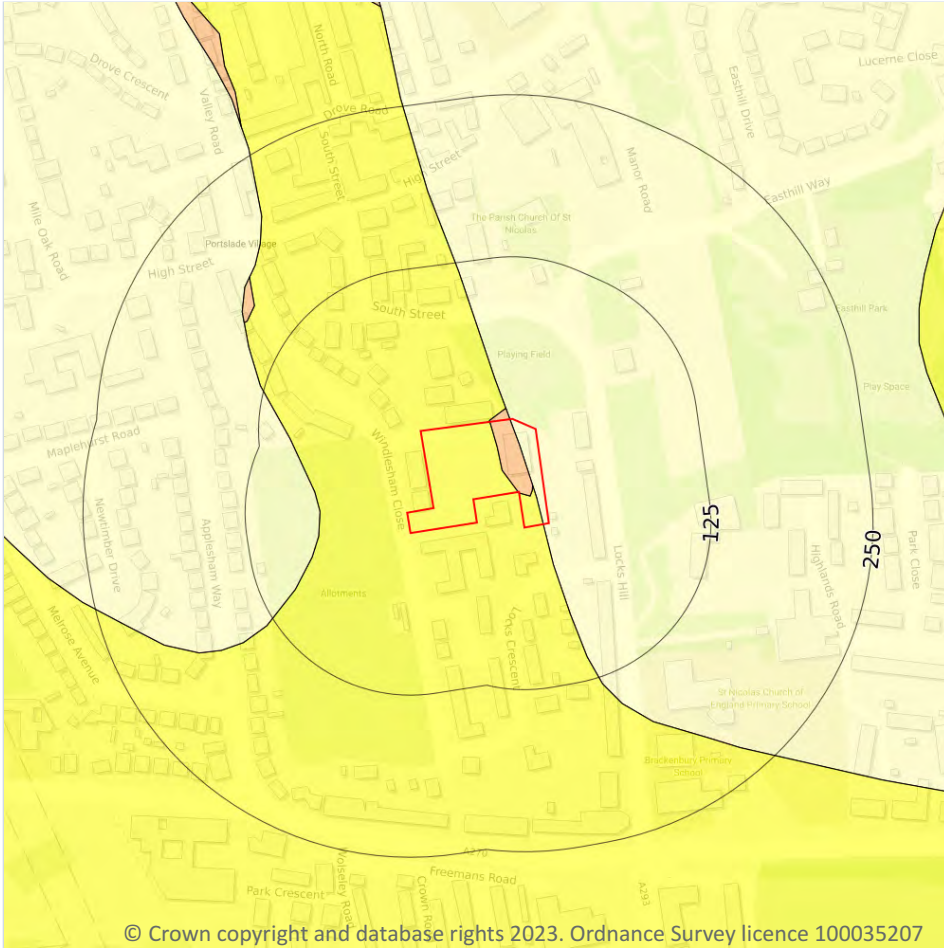 North Road
Drove Crescent
Valley Road
Lucerne Close
Easthill Drive
Drove Road
South Street
High Street
Manor Road
Easthill Way
Mile Oak Road
The Parish Church Of St
Nicolas
Portslade Village
High Street
South Street
Easthill Park
Playing Field
Play Space
Maplehurst Road
Windlesham Close
Newtimber Drive
Applesham Way
125
250
Locks Hill
Highlands Road
Park Close
Allotments
Melrose Avenue
Locks Crescent
St Nicolas Church of
England Primary School
Brackenbury Primary
School
A270
Freemans Road
Park Crescent
Wolseley Road
Crown Road
A293
© Crown copyright and database rights 2023. Ordnance Survey licence 100035207